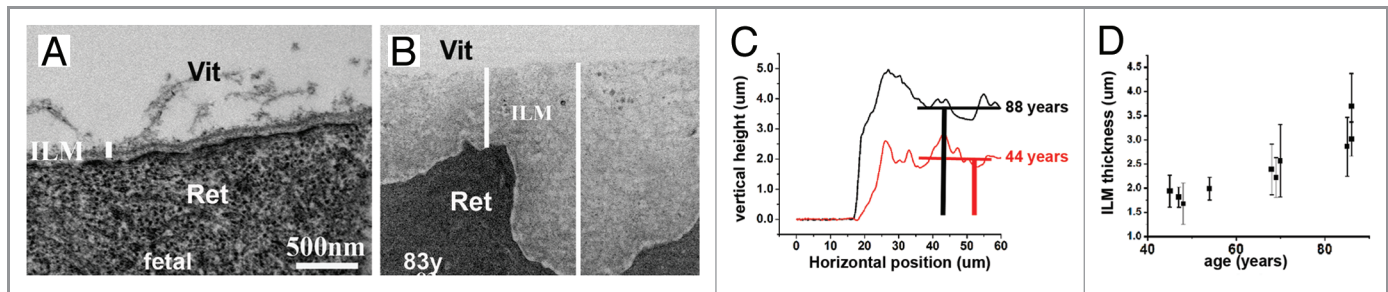 A
Vit
ILM
Ret
500nm
fetal
B
Vit
ILM
Ret
83y
C
vertical height (um)
5.0
4.0
3.0
2.0
1.0
0.0
88 years
44 years
0 10 20 30 40 50 60
Horizontal position (um)
D
ILM thickness (um)
4.5
4.0
3.5
3.0
2.5
2.0
1.5
1.0
40 60 80
age (years)